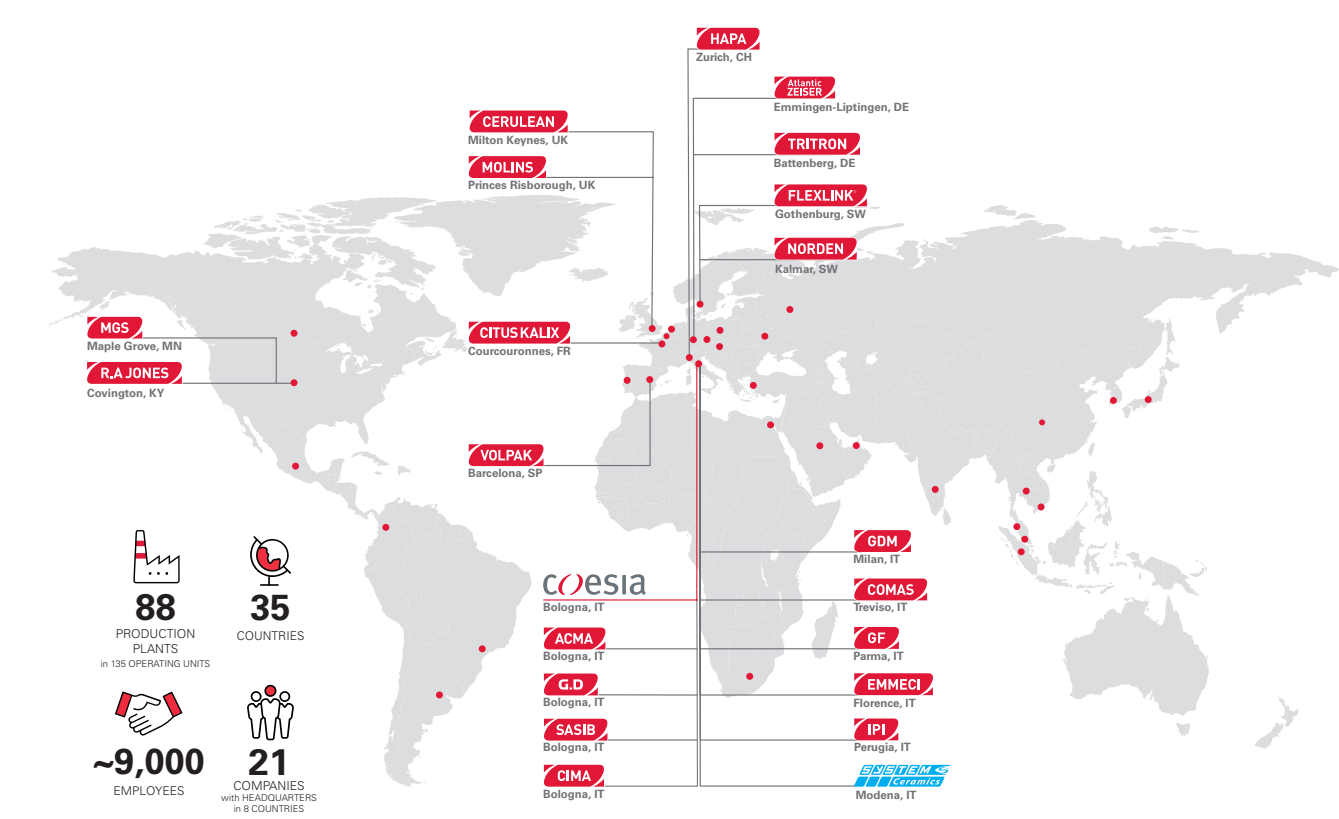 HAPA
Zurich, CH
Atlantic
ZEISER
Emmingen-Liptingen, DE
CERULEAN
Milton Keynes, UK
TRITRON
Battenberg, DE
MOLINS
Princes Risborough, UK
FLEXLINK
Gothenburg, SW
NORDEN
Kalmar, SW
MGS
Maple Grove, MN
R.A JONES
Covington, KY
CITUS KALIX
Courcouronnes, FR
VOLPAK
Barcelona, SP
88
PRODUCTION
PLANTS
in 135 OPERATING UNITS
35
COUNTRIES
~9,000
EMPLOYEES
21
COMPANIES
with HEADQUARTERS
in 8 COUNTRIES
coesia
Bologna, IT
ACMA
Bologna, IT
G.D
Bologna, IT
SASIB
Bologna, IT
CIMA
Bologna, IT
GDM
Milan, IT
COMAS
Treviso, IT
GF
Parma, IT
EMMECI
Florence, IT
IPI
Perugia, IT
SYSTEM
Ceramics
Modena, IT